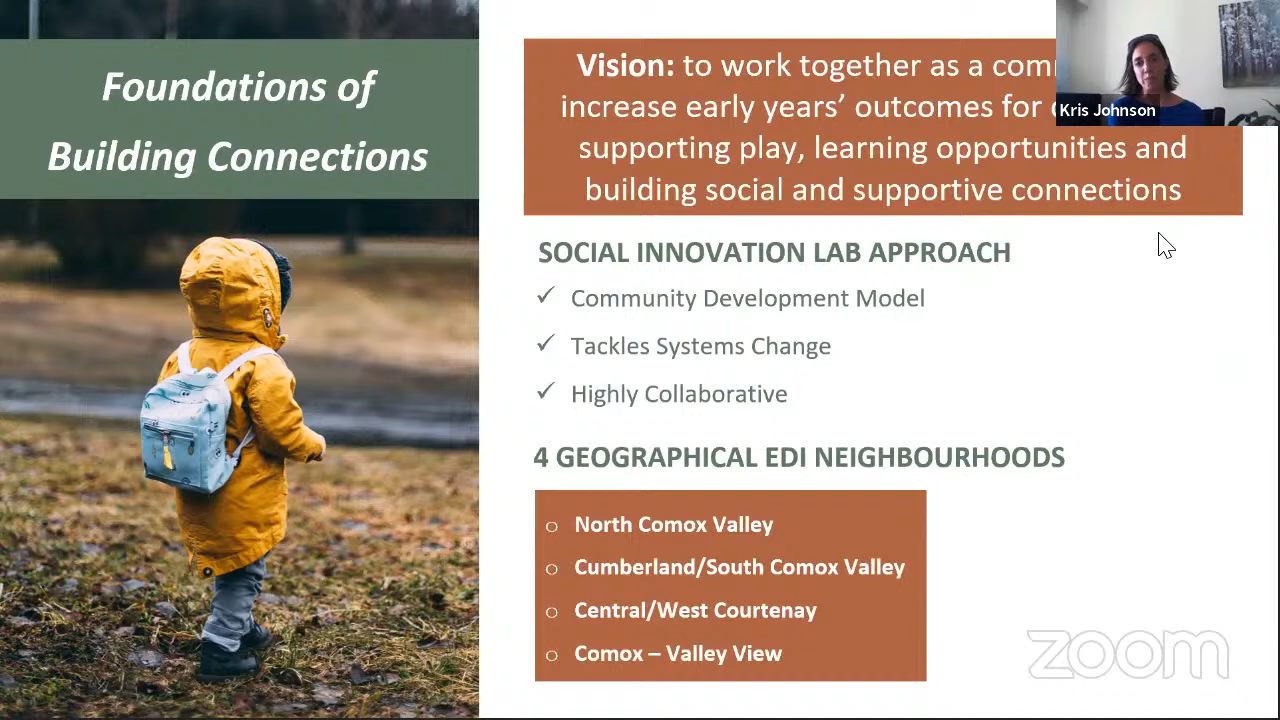 Foundations of
Building Connections
Vision: to work together as a
increase early years’ outcomes for
supporting play, learning opportunities and
building social and supportive connections
Kris Johnson
SOCIAL INNOVATION LAB APPROACH
✓ Community Development Model
✓ Tackles Systems Change
✓ Highly Collaborative
4 GEOGRAPHICAL EDI NEIGHBOURHOODS
o North Comox Valley
o Cumberland/South Comox Valley
o Central/West Courtenay
o Comox – Valley View
zoom